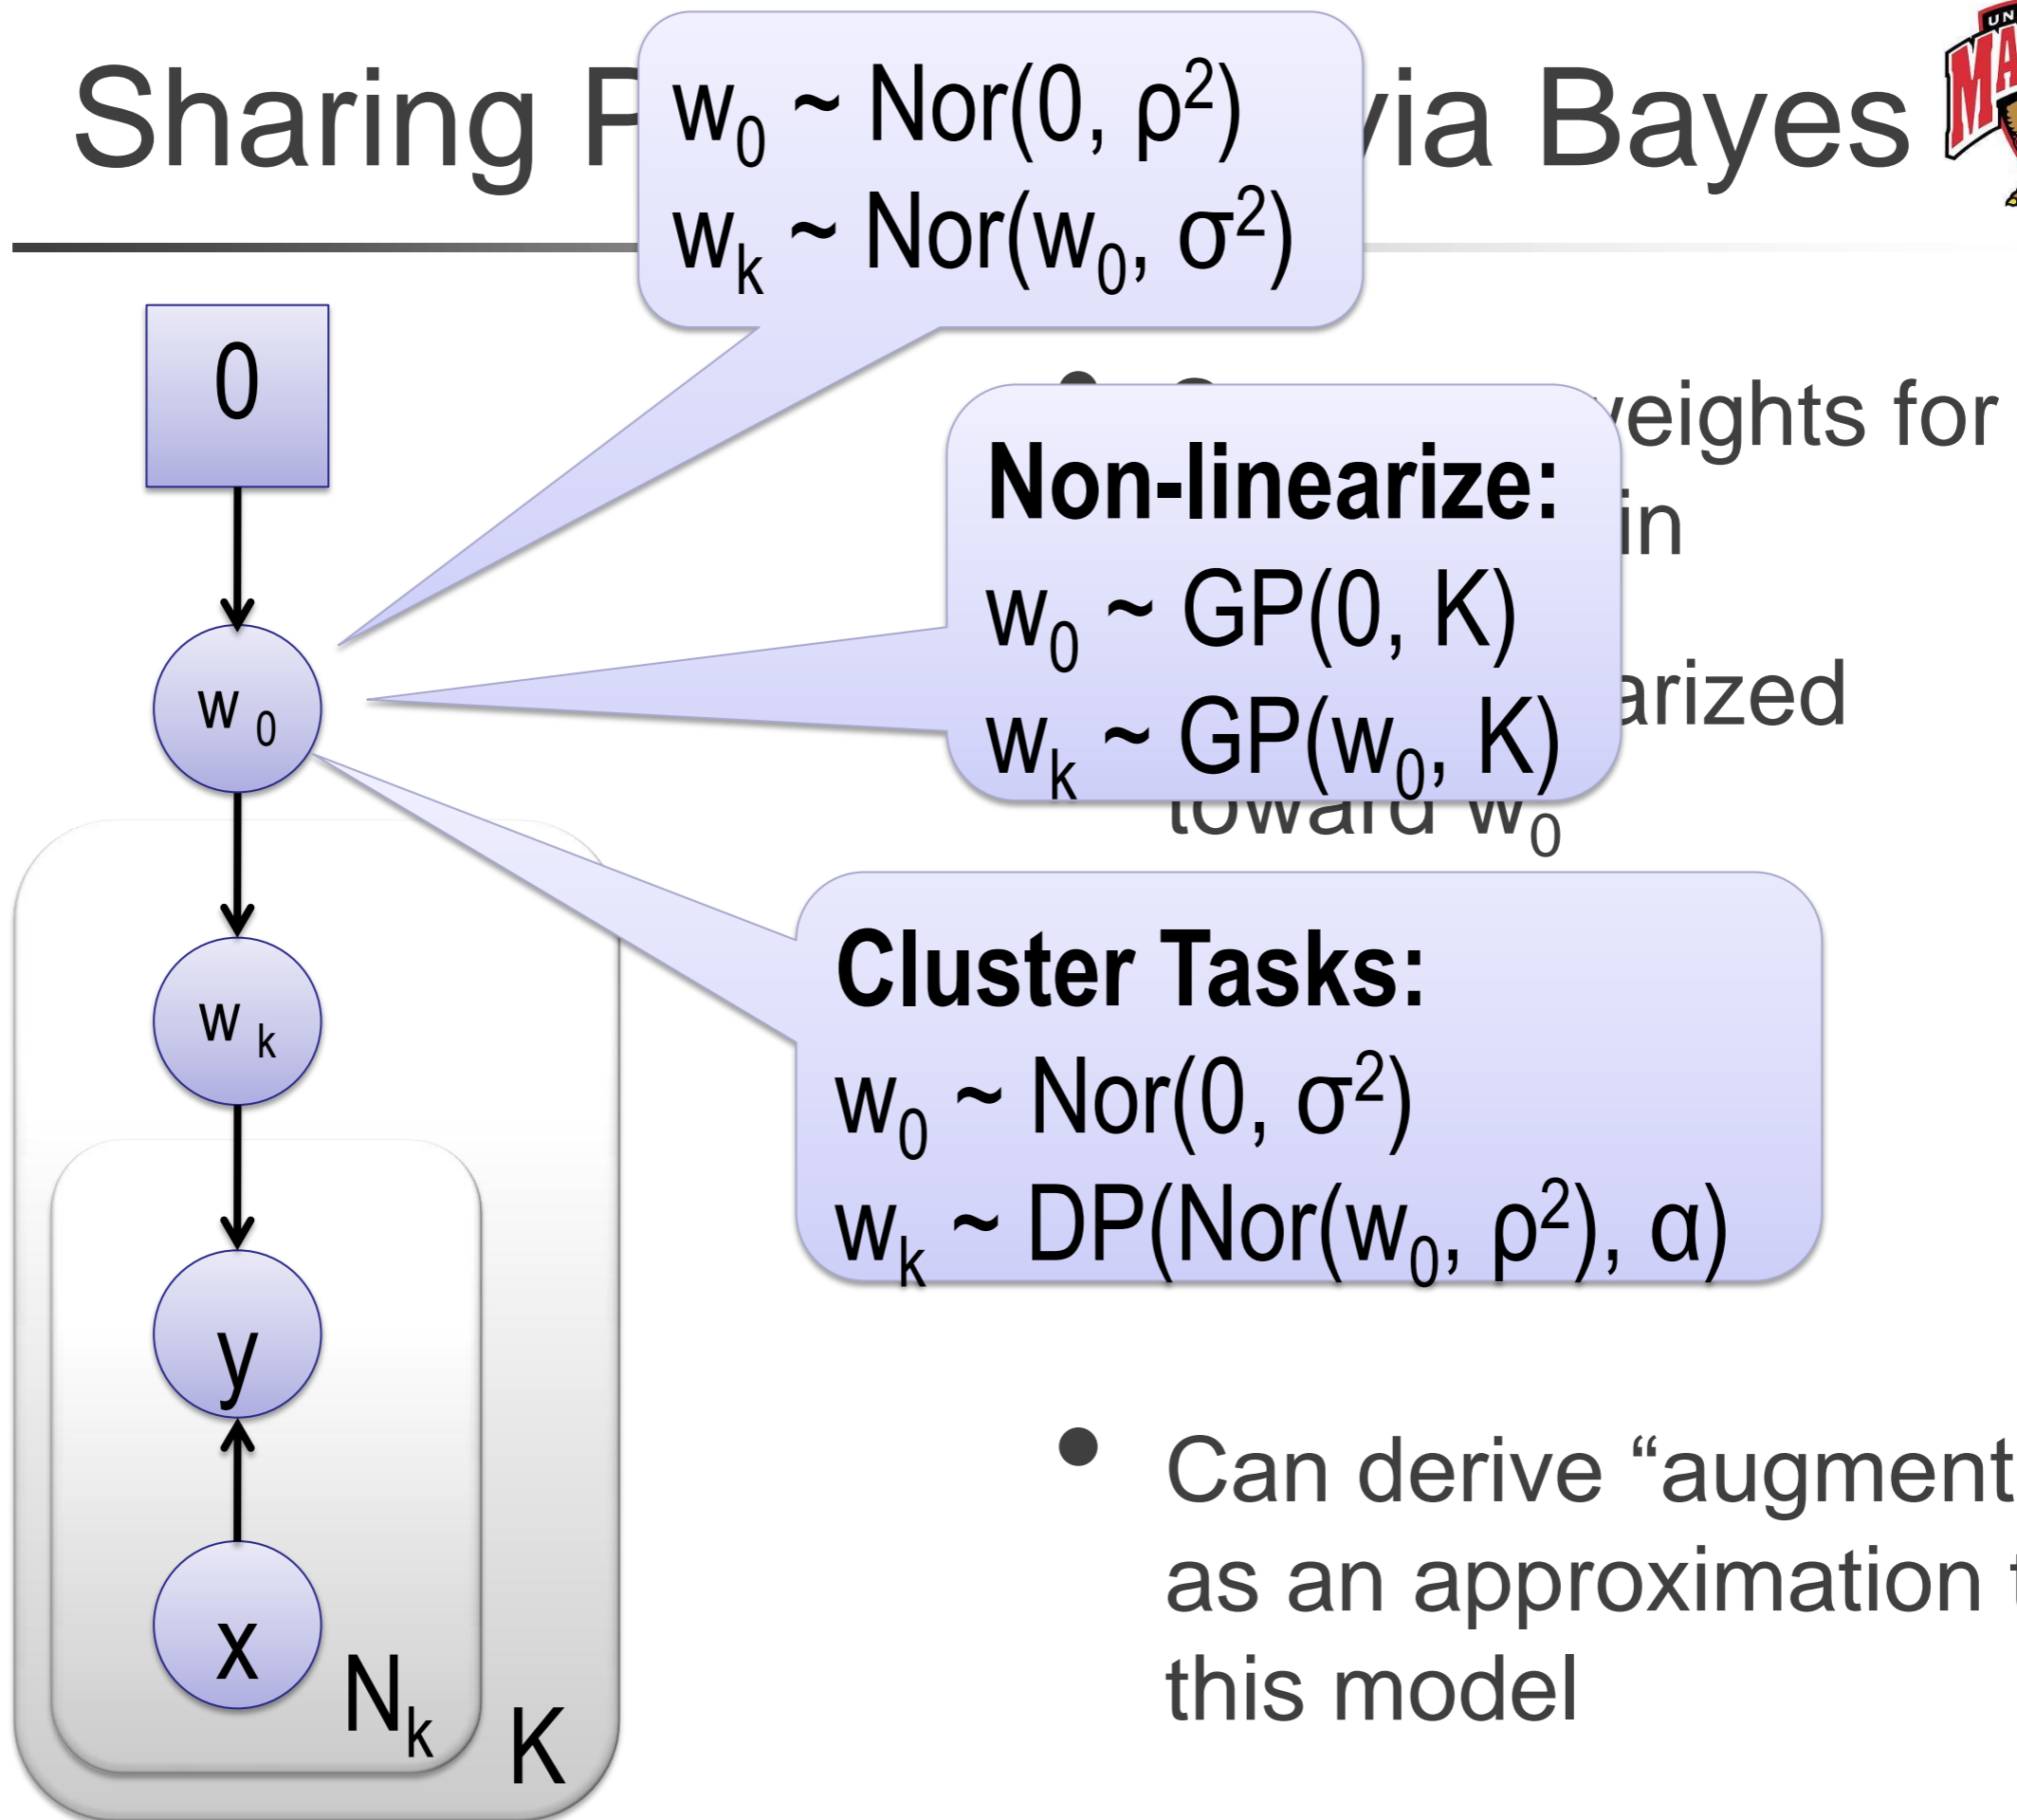 Sharing via Bayes
w₀ ~ Nor(0, ρ²)
wₖ ~ Nor(w₀, σ²)
0
w₀
wₖ
y
x
Nₖ
K
for
in
toward w₀
Non-linearize:
w₀ ~ GP(0, K)
wₖ ~ GP(w₀, K)
Cluster Tasks:
w₀ ~ Nor(0, σ²)
wₖ ~ DP(Nor(w₀, ρ²), α)
• Can derive “augment
as an approximation
this model